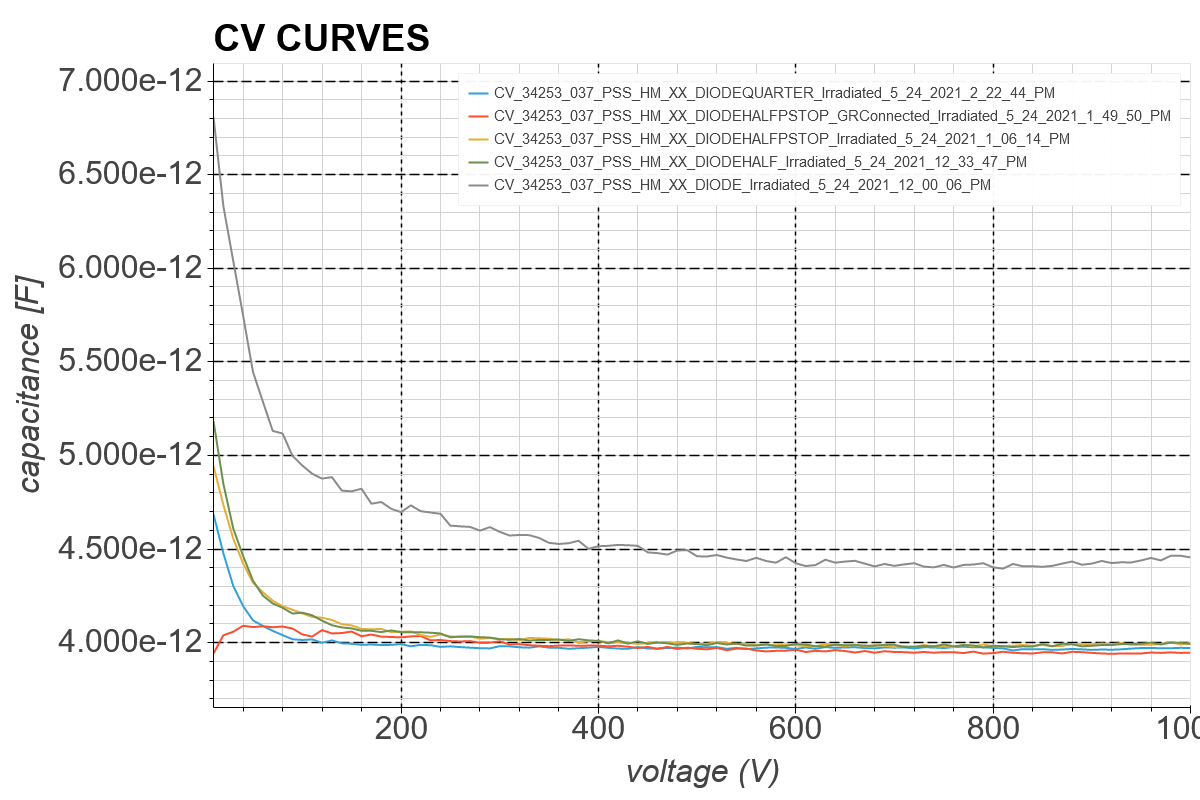 CV CURVES
7.000e-12
6.500e-12
6.000e-12
5.500e-12
5.000e-12
4.500e-12
4.000e-12
capacitance [F]
CV_34253_037_PSS_HM_XX_DIODEQUARTER_Irradiated_5_24_2021_2_22_44_PM
CV_34253_037_PSS_HM_XX_DIODEHALFPSTOP_GRConnected_Irradiated_5_24_2021_1_49_50_PM
CV_34253_037_PSS_HM_XX_DIODEHALFPSTOP_Irradiated_5_24_2021_1_06_14_PM
CV_34253_037_PSS_HM_XX_DIODEHALF_Irradiated_5_24_2021_12_33_47_PM
CV_34253_037_PSS_HM_XX_DIODE_Irradiated_5_24_2021_12_00_06_PM
200 400 600 800 100
voltage (V)